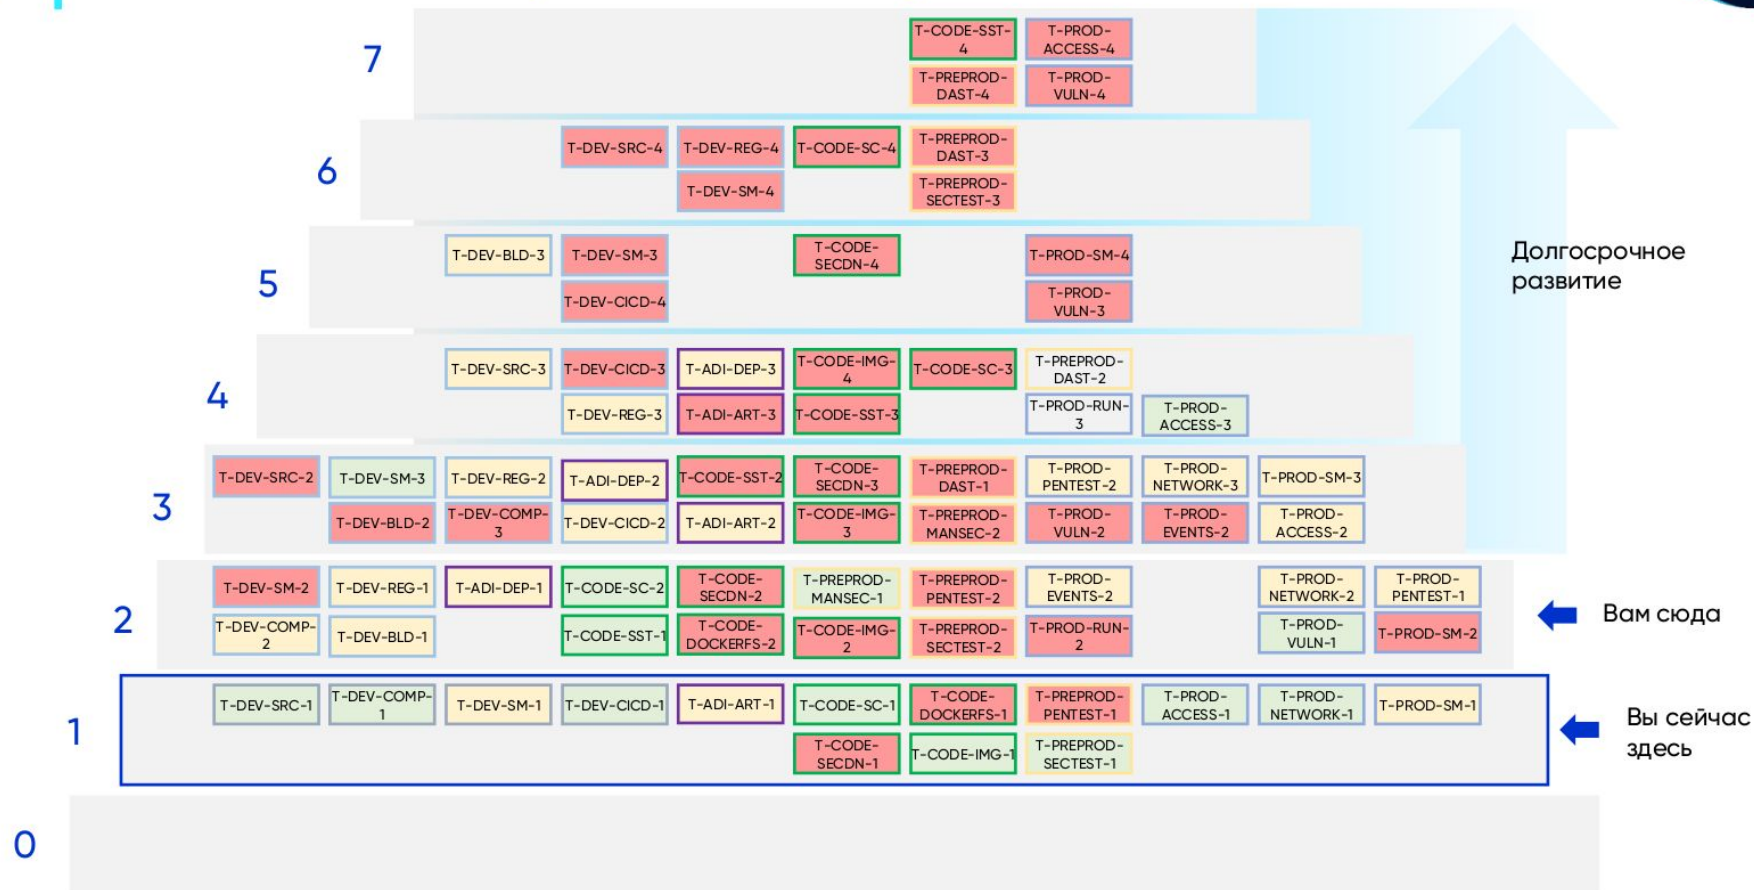 7
T-CODE-SST-
4
T-PROD-
ACCESS-4
T-PREPROD-
DAST-4
T-PROD-
VULN-4
6
T-DEV-SRC-4
T-DEV-REG-4
T-CODE-SC-4
T-PREPROD-
DAST-3
T-DEV-SM-4
T-PREPROD-
SECTEST-3
5
T-DEV-BLD-3
T-DEV-SM-3
T-CODE-
SECDN-4
T-PROD-SM-4
T-DEV-CICD-4
T-PROD-
VULN-3
Долгосрочное
развитие
4
T-DEV-SRC-3
T-DEV-CICD-3
T-ADI-DEP-3
T-CODE-IMG-
4
T-CODE-SC-3
T-PREPROD-
DAST-2
T-DEV-REG-3
T-ADI-ART-3
T-CODE-SST-3
T-PROD-RUN-
3
T-PROD-
ACCESS-3
3
T-DEV-SRC-2
T-DEV-SM-3
T-DEV-REG-2
T-ADI-DEP-2
T-CODE-SST-2
T-CODE-
SECDN-3
T-PREPROD-
DAST-1
T-PROD-
PENTEST-2
T-PROD-
NETWORK-3
T-PROD-SM-3
T-DEV-BLD-2
T-DEV-COMP-
3
T-DEV-CICD-2
T-ADI-ART-2
T-CODE-IMG-
3
T-PREPROD-
MANSEC-2
T-PROD-
VULN-2
T-PROD-
EVENTS-2
T-PROD-
ACCESS-2
2
T-DEV-SM-2
T-DEV-REG-1
T-ADI-DEP-1
T-CODE-SC-2
T-CODE-
SECDN-2
T-PREPROD-
MANSEC-1
T-PREPROD-
PENTEST-2
T-PROD-
EVENTS-2
T-PROD-
NETWORK-2
T-PROD-
PENTEST-1
T-DEV-COMP-
2
T-DEV-BLD-1
T-CODE-SST-1
T-CODE-
DOCKERFS-2
T-CODE-IMG-
2
T-PREPROD-
SECTEST-2
T-PROD-RUN-
2
T-PROD-
VULN-1
T-PROD-SM-2
Вам сюда
1
T-DEV-SRC-1
T-DEV-COMP-
1
T-DEV-SM-1
T-DEV-CICD-1
T-ADI-ART-1
T-CODE-SC-1
T-CODE-
DOCKERFS-1
T-PREPROD-
PENTEST-1
T-PROD-
ACCESS-1
T-PROD-
NETWORK-1
T-PROD-SM-1
T-CODE-
SECDN-1
T-CODE-IMG-1
T-PREPROD-
SECTEST-1
Вы сейчас
здесь
0